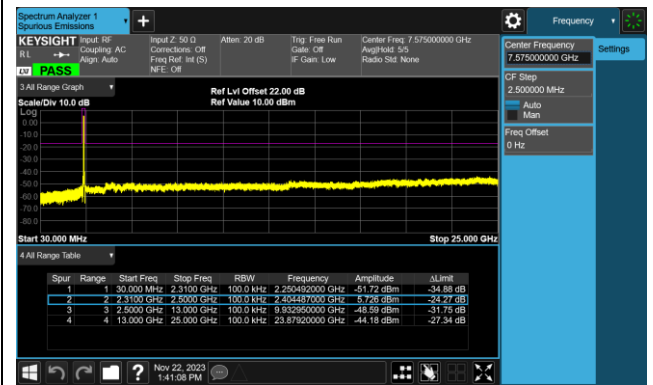 Spectrum Analyzer 1
Spurious Emissions
Frequency
KEYSIGHT Input: RF Input Z: 50 Ω Atten: 20 dB Trig: Free Run Center Freq: 7.575000000 GHz
RL Coupling: AC Corrections: Off Gate: Off Avg|Hold: 5/5
Align: Auto Freq Ref: Int (S) IF Gain: Low Radio Std: None
NFE: Off
PASS
Center Frequency
7.575000000 GHz
Settings
CF Step
2.500000 MHz
Auto
Man
Freq Offset
0 Hz
3 All Range Graph
Ref Lvl Offset 22.00 dB
Scale/Div 10.0 dB Ref Value 10.00 dBm
Log
0.00
-10.0
-20.0
-30.0
-40.0
-50.0
-60.0
-70.0
-80.0
Start 30.000 MHz Stop 25.000 GHz
4 All Range Table
Spur Range Start Freq Stop Freq RBW Frequency Amplitude ΔLimit
1 1 30.000 MHz 2.3100 GHz 100.0 kHz 2.250492000 GHz -51.72 dBm -34.88 dB
2 2 2.3100 GHz 2.5000 GHz 100.0 kHz 2.404487000 GHz 5.726 dBm -24.27 dB
3 3 2.5000 GHz 13.000 GHz 100.0 kHz 9.932950000 GHz -48.59 dBm -31.75 dB
4 4 13.000 GHz 25.000 GHz 100.0 kHz 23.87920000 GHz -44.18 dBm -27.34 dB
Nov 22, 2023
1:41:08 PM